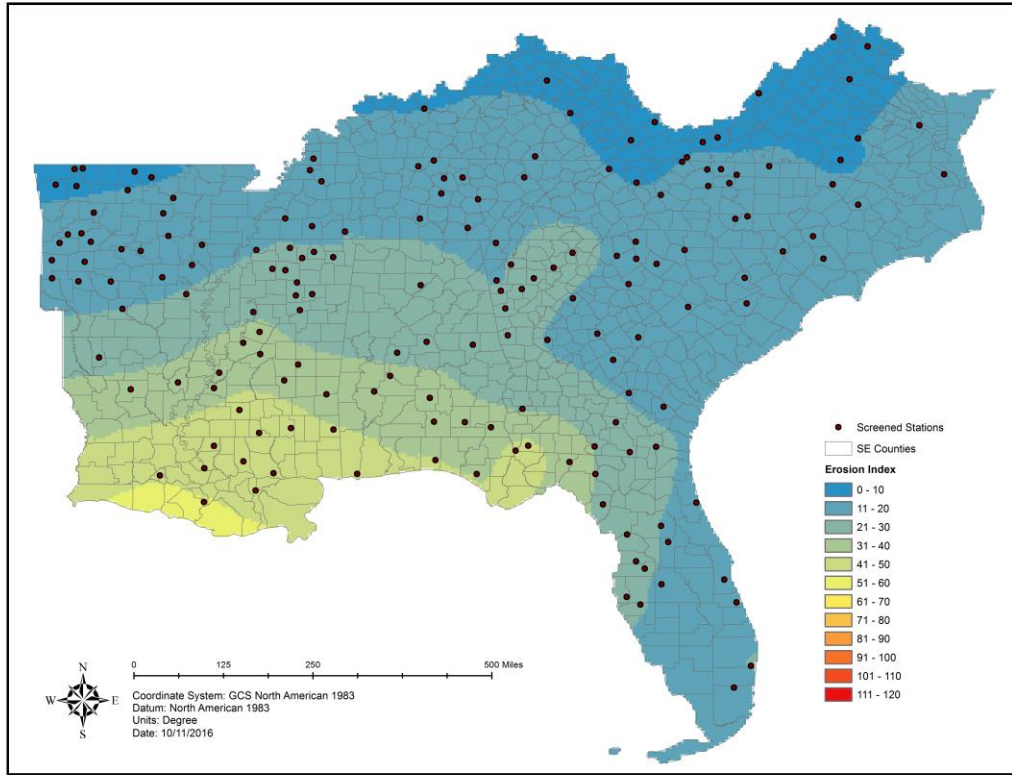 Screened Stations
SE Counties
Erosion Index
0 - 10
11 - 20
21 - 30
31 - 40
41 - 50
51 - 60
61 - 70
71 - 80
81 - 90
91 - 100
101 - 110
111 - 120
0 125 250 500 Miles
N
W E
S
Coordinate System: GCS North American 1983
Datum: North American 1983
Units: Degree
Date: 10/11/2016